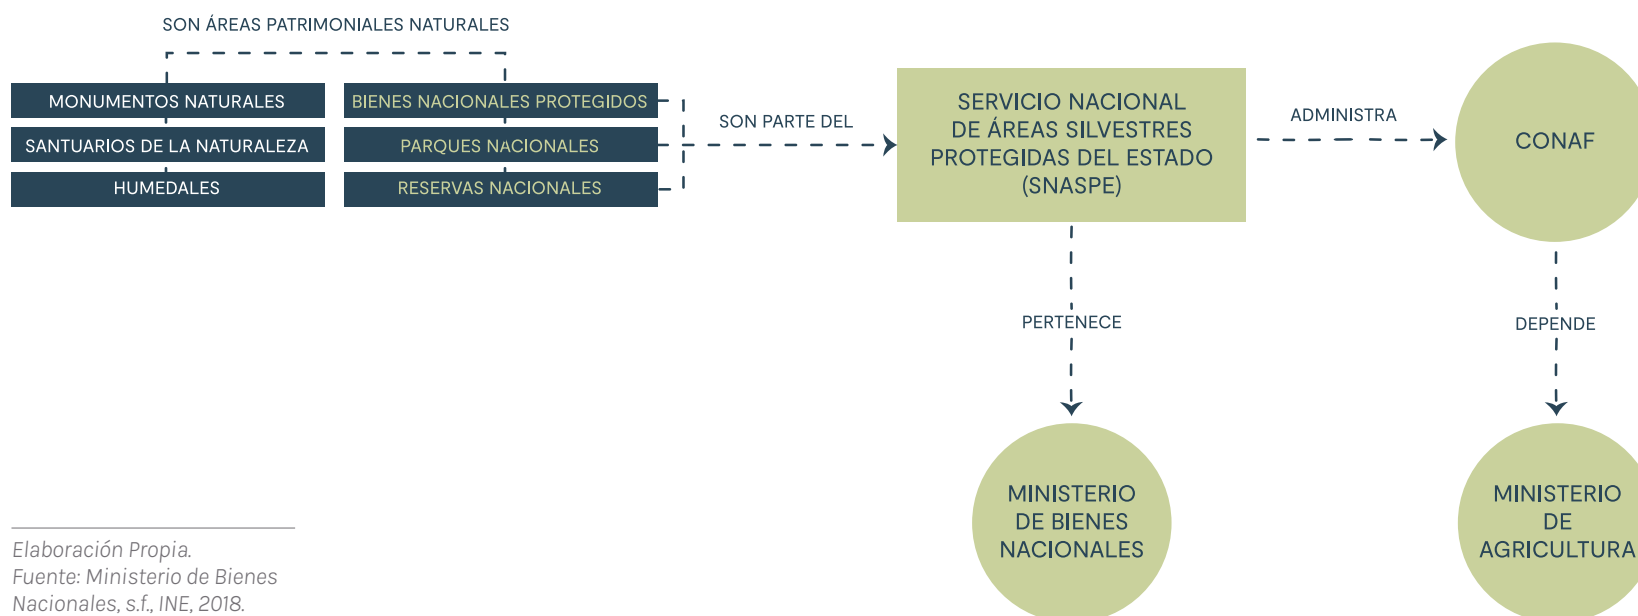 SON ÁREAS PATRIMONIALES NATURALES
MONUMENTOS NATURALES
SANTUARIOS DE LA NATURALEZA
HUMEDALES
BIENES NACIONALES PROTEGIDOS
PARQUES NACIONALES
RESERVAS NACIONALES
SON PARTE DEL
SERVICIO NACIONAL
DE ÁREAS SILVESTRES
PROTEGIDAS DEL ESTADO
(SNASPE)
ADMINISTRA
CONAF
PERTENECE
DEPENDE
MINISTERIO
DE BIENES
NACIONALES
MINISTERIO
DE
AGRICULTURA
Elaboración Propia.
Fuente: Ministerio de Bienes
Nacionales, s.f., INE, 2018.